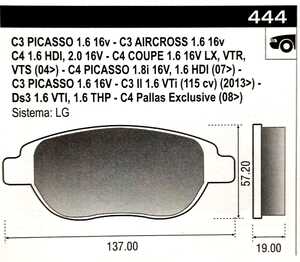 444
C3 PICASSO 1.6 16v - C3 AIRCROSS 1.6 16v
C4 1.6 HDI, 2.0 16V - C4 COUPE 1.6 16V LX, VTR,
VTS (04>) - C4 PICASSO 1.8i 16V, 1.6 HDI (07>) -
C3 PICASSO 1.6 16V - C3 II 1.6 VTi (115 cv) (2013>) -
Ds3 1.6 VTI, 1.6 THP - C4 Pallas Exclusive (08>)
Sistema: LG
57.20
137.00
19.00